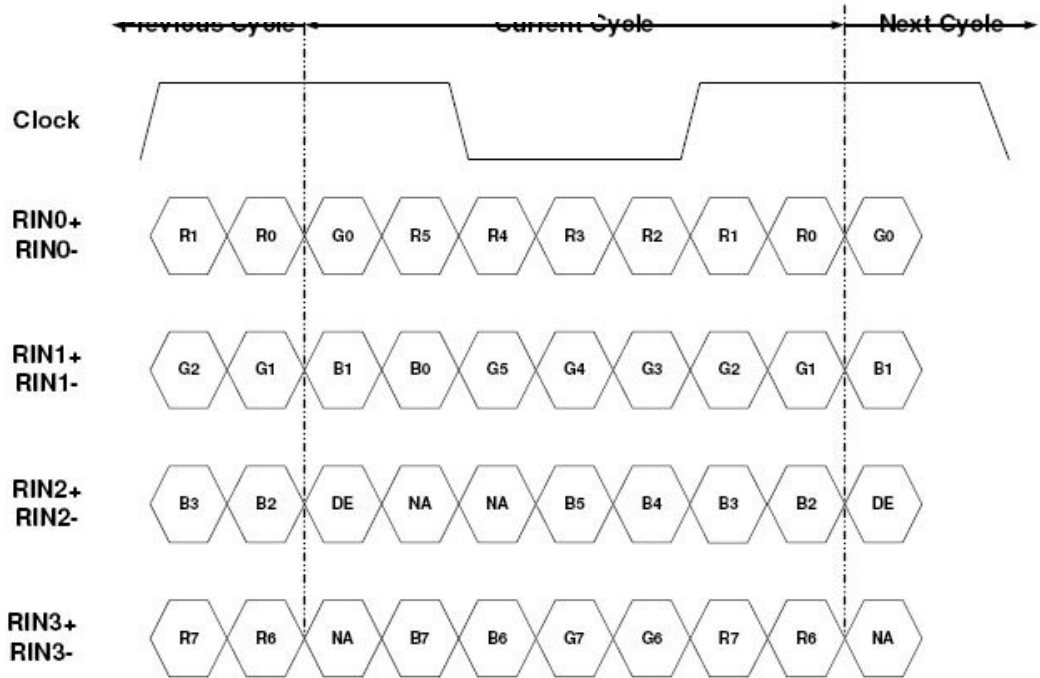 Previous Cycle Current Cycle Next Cycle
Clock
RIN0+
RIN0-
R1 R0 G0 R5 R4 R3 R2 R1 R0 G0
RIN1+
RIN1-
G2 G1 B1 B0 G5 G4 G3 G2 G1 B1
RIN2+
RIN2-
B3 B2 DE NA NA B5 B4 B3 B2 DE
RIN3+
RIN3-
R7 R6 NA B7 B6 G7 G6 R7 R6 NA